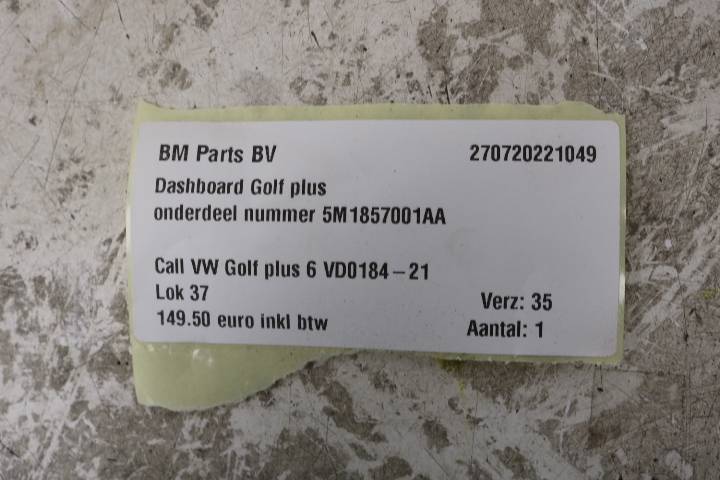 BM Parts BV 270720221049
Dashboard Golf plus
onderdeel nummer 5M1857001AA
Call VW Golf plus 6 VD0184-21
Lok 37
Verz: 35
149.50 euro inkl btw
Aantal: 1